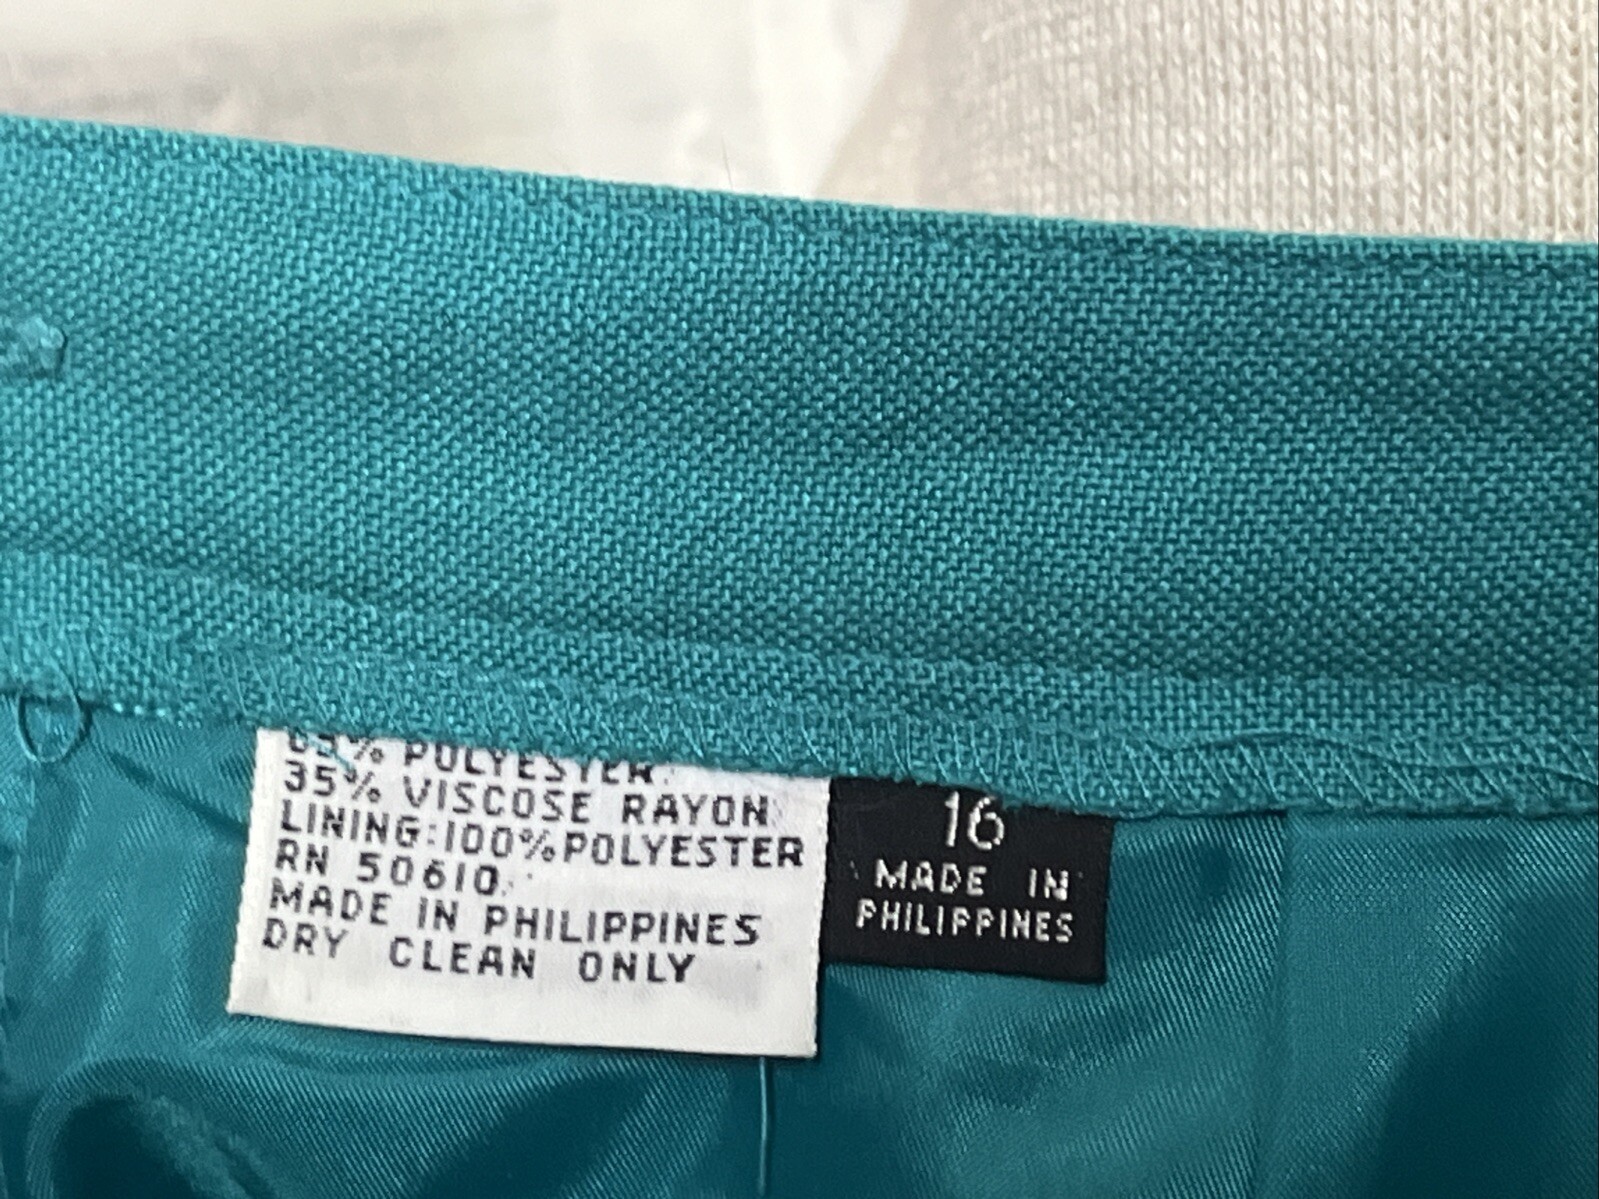 65% POLYESTER
35% VISCOSE RAYON
LINING:100%POLYESTER
RN 50610
MADE IN PHILIPPINES
DRY CLEAN ONLY
16
MADE IN
PHILIPPINES